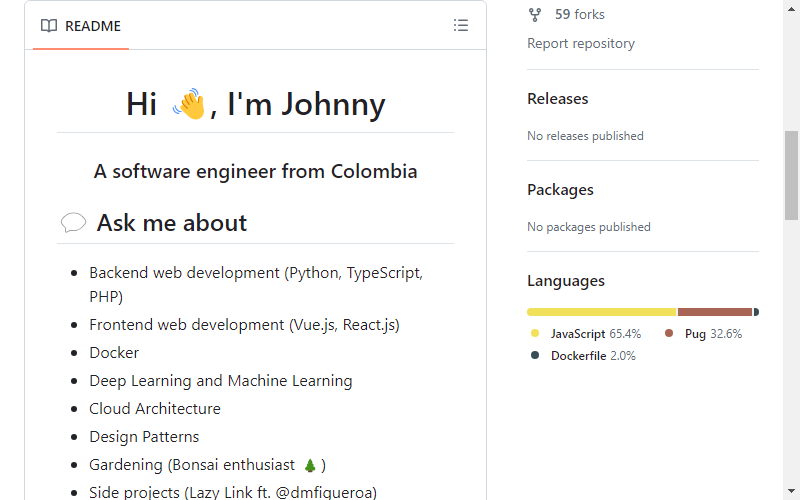 README
Hi 👋, I'm Johnny
A software engineer from Colombia
💬 Ask me about
Backend web development (Python, TypeScript,
PHP)
Frontend web development (Vue.js, React.js)
Docker
Deep Learning and Machine Learning
Cloud Architecture
Design Patterns
Gardening (Bonsai enthusiast 🌲)
Side projects (Lazy Link ft. @dmfigueroa)
59 forks
Report repository
Releases
No releases published
Packages
No packages published
Languages
JavaScript 65.4% Pug 32.6%
Dockerfile 2.0%